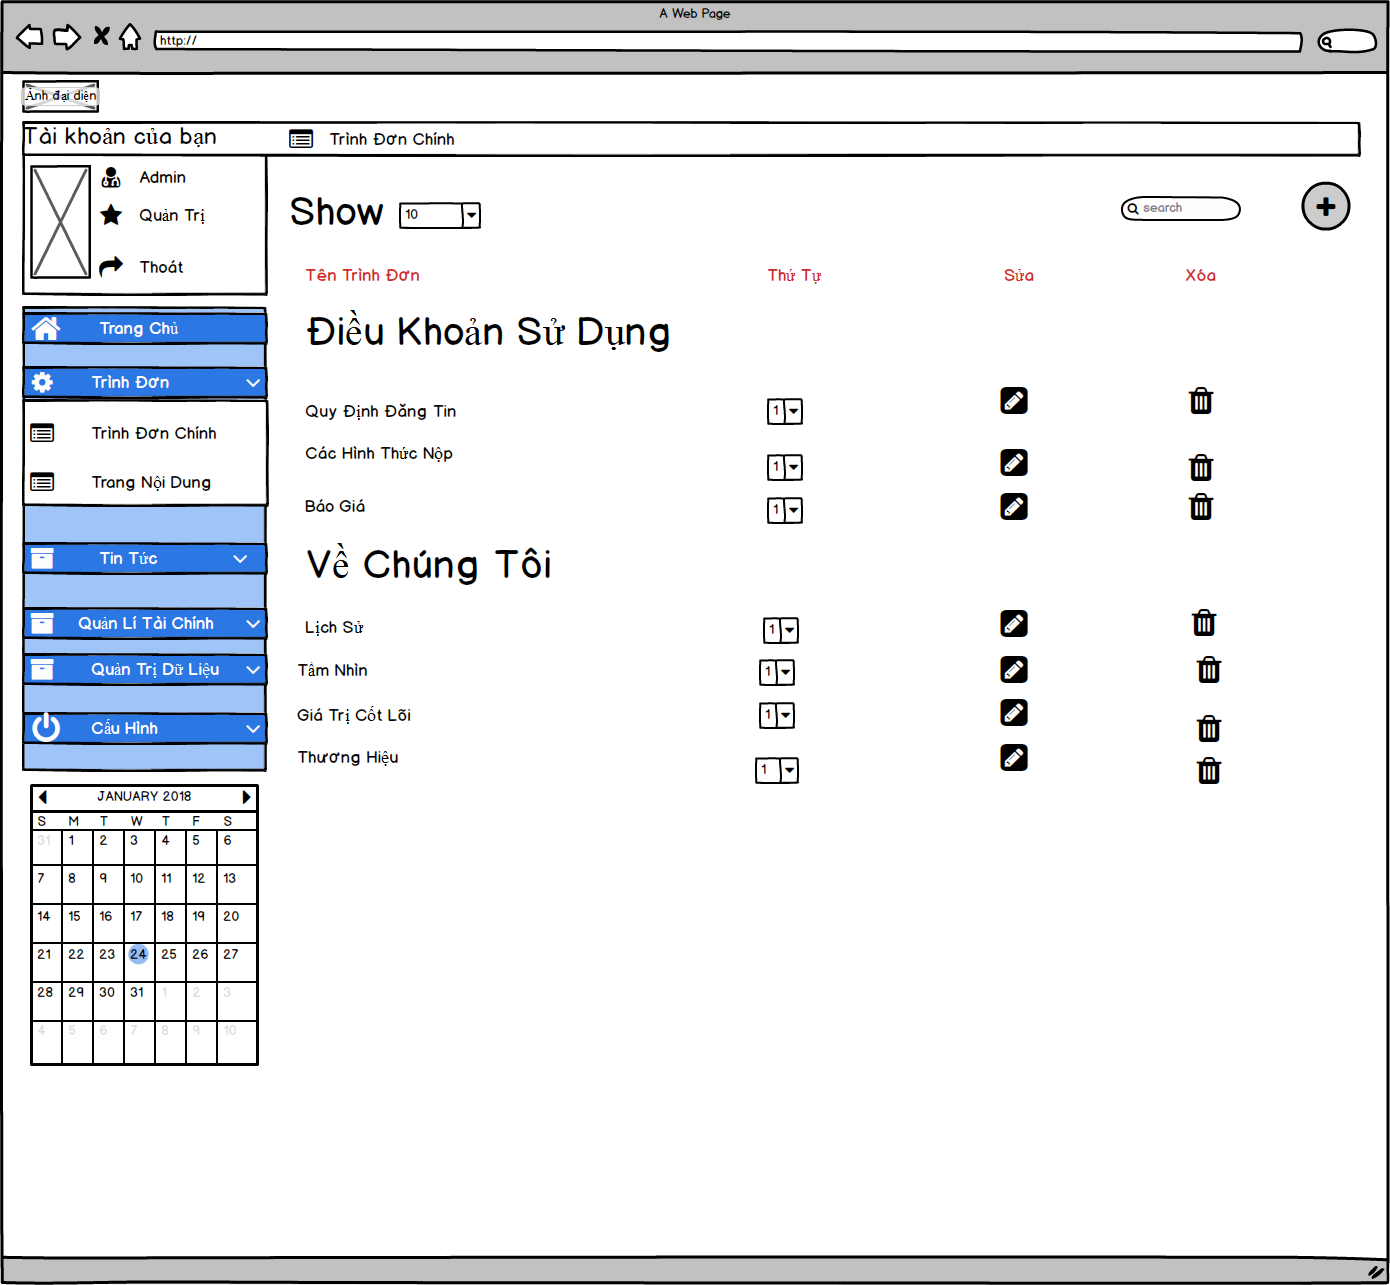 A Web Page
http://
Ảnh đại diện
Tài khoản của bạn
Trình Đơn Chính
Admin
Quản Trị
Thoát
Show 10
search
Tên Trình Đơn Thứ Tự Sửa Xóa
Trang Chủ
Trình Đơn
Trình Đơn Chính
Trang Nội Dung
Tin Tức
Quản Lí Tài Chính
Quản Trị Dữ Liệu
Cấu Hình
Điều Khoản Sử Dụng
Quy Định Đăng Tin 1
Các Hình Thức Nộp 1
Báo Giá 1
Về Chúng Tôi
Lịch Sử 1
Tầm Nhìn 1
Giá Trị Cốt Lõi 1
Thương Hiệu 1
JANUARY 2018
S M T W T F S
31 1 2 3 4 5 6
7 8 9 10 11 12 13
14 15 16 17 18 19 20
21 22 23 24 25 26 27
28 29 30 31 1 2 3
4 5 6 7 8 9 10